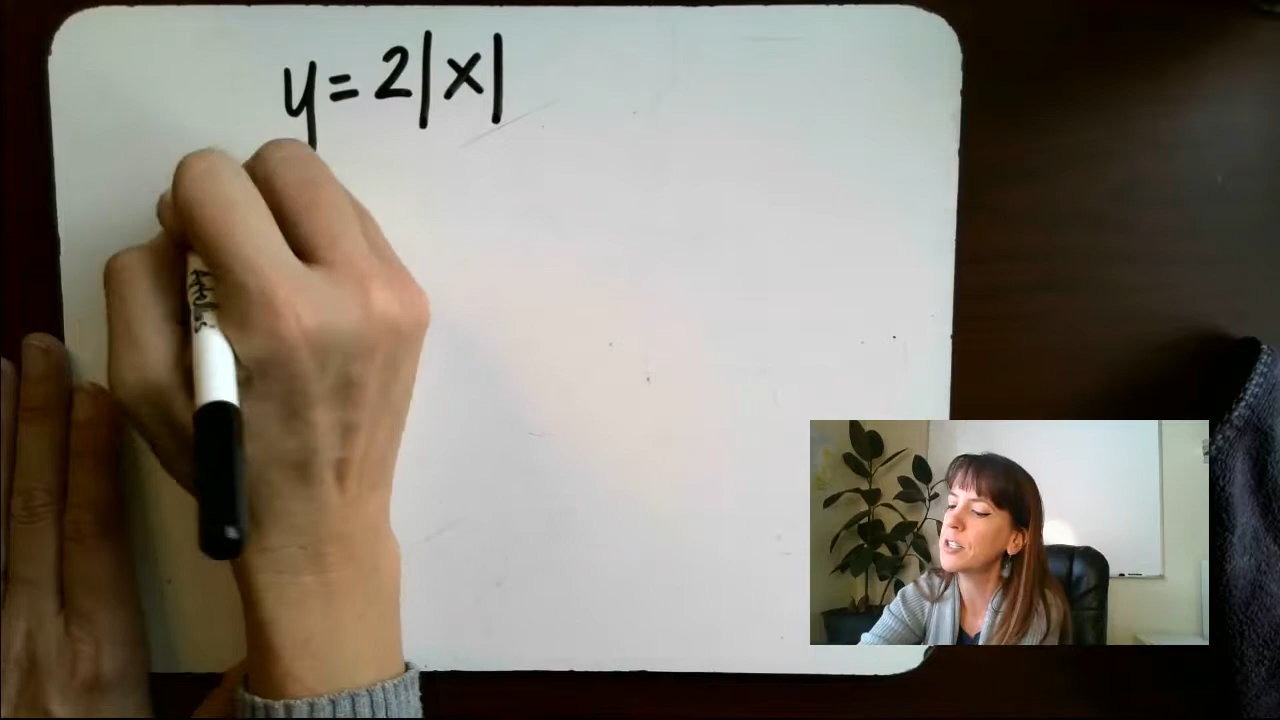 y = 2|x|